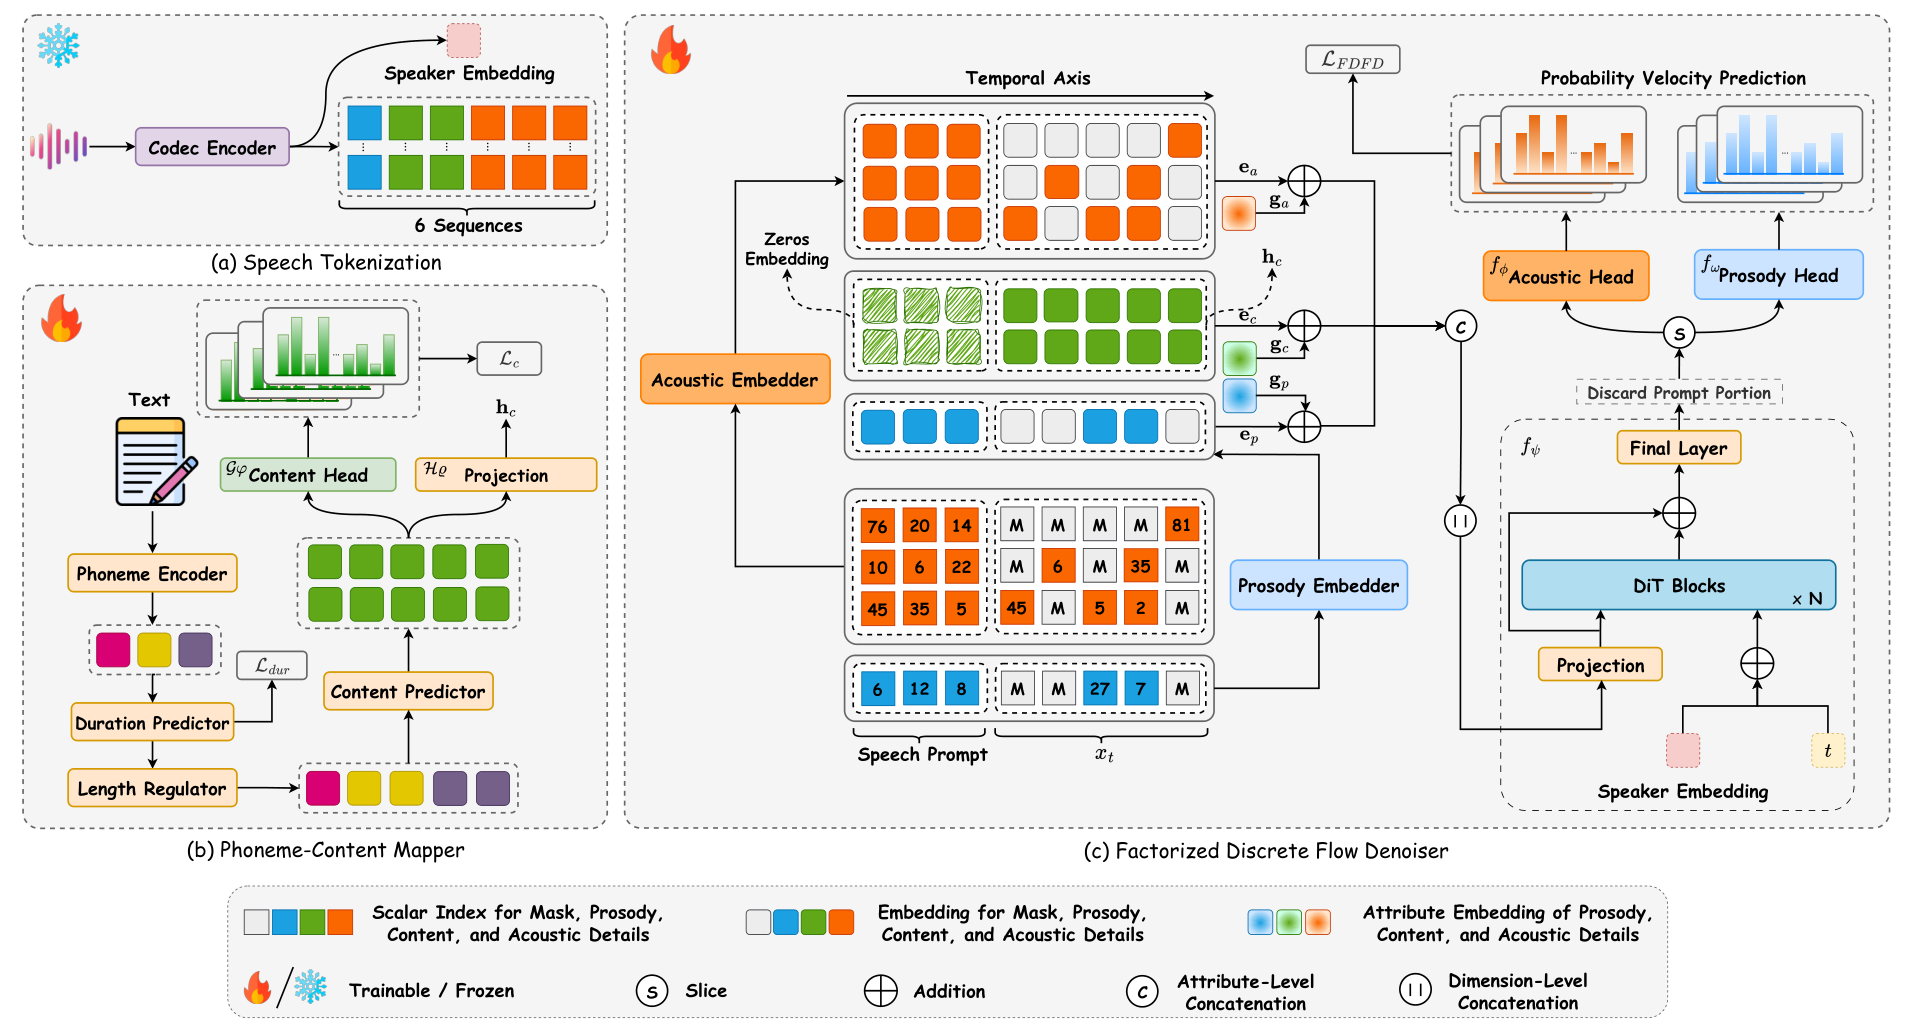 Speaker Embedding
Codec Encoder
6 Sequences
(a) Speech Tokenization
Text
Phoneme Encoder
Duration Predictor
Length Regulator
$\mathcal{L}_{dur}$
Content Predictor
$\mathcal{G}_\varphi$ Content Head
$\mathcal{H}_\varrho$ Projection
$\mathbf{h}_c$
$\mathcal{L}_c$
(b) Phoneme-Content Mapper
Temporal Axis
Zeros
Embedding
Acoustic Embedder
$\mathbf{e}_a$
$\mathbf{g}_a$
$\mathbf{h}_c$
$\mathbf{e}_c$
$\mathbf{g}_c$
$\mathbf{g}_p$
$\mathbf{e}_p$
76 20 14 M M M M 81
10 6 22 M 6 M 35 M
45 35 5 45 M 5 2 M
6 12 8 M M 27 7 M
Speech Prompt
$x_t$
Prosody Embedder
C
||
$\mathcal{L}_{FDFD}$
Probability Velocity Prediction
$f_\phi$ Acoustic Head
$f_\omega$ Prosody Head
S
Discard Prompt Portion
$f_\psi$
Final Layer
DiT Blocks
× N
Projection
$t$
Speaker Embedding
(c) Factorized Discrete Flow Denoiser
Scalar Index for Mask, Prosody,
Content, and Acoustic Details
Embedding for Mask, Prosody,
Content, and Acoustic Details
Attribute Embedding of Prosody,
Content, and Acoustic Details
Trainable / Frozen
S Slice
Addition
C Attribute-Level
Concatenation
|| Dimension-Level
Concatenation